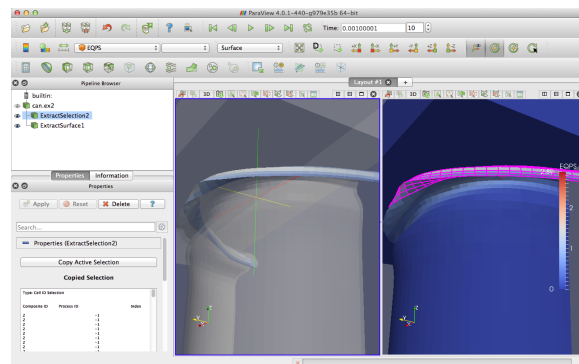 ParaView 4.0.1-440-g979e35b 64-bit
Time: 0.00100001 10
EQPS
Surface
Pipeline Browser
Layout #1
builtin:
can.ex2
ExtractSelection2
ExtractSurface1
3D
3D
EQPS
0
1
Properties Information
Properties
Apply Reset Delete ?
Search...
Properties (ExtractSelection2)
Copy Active Selection
Copied Selection
Type: Cell ID Selection
Composite ID Process ID Index
2 -1
2 -1
2 -1
2 -1
2 -1
2 -1
2 -1